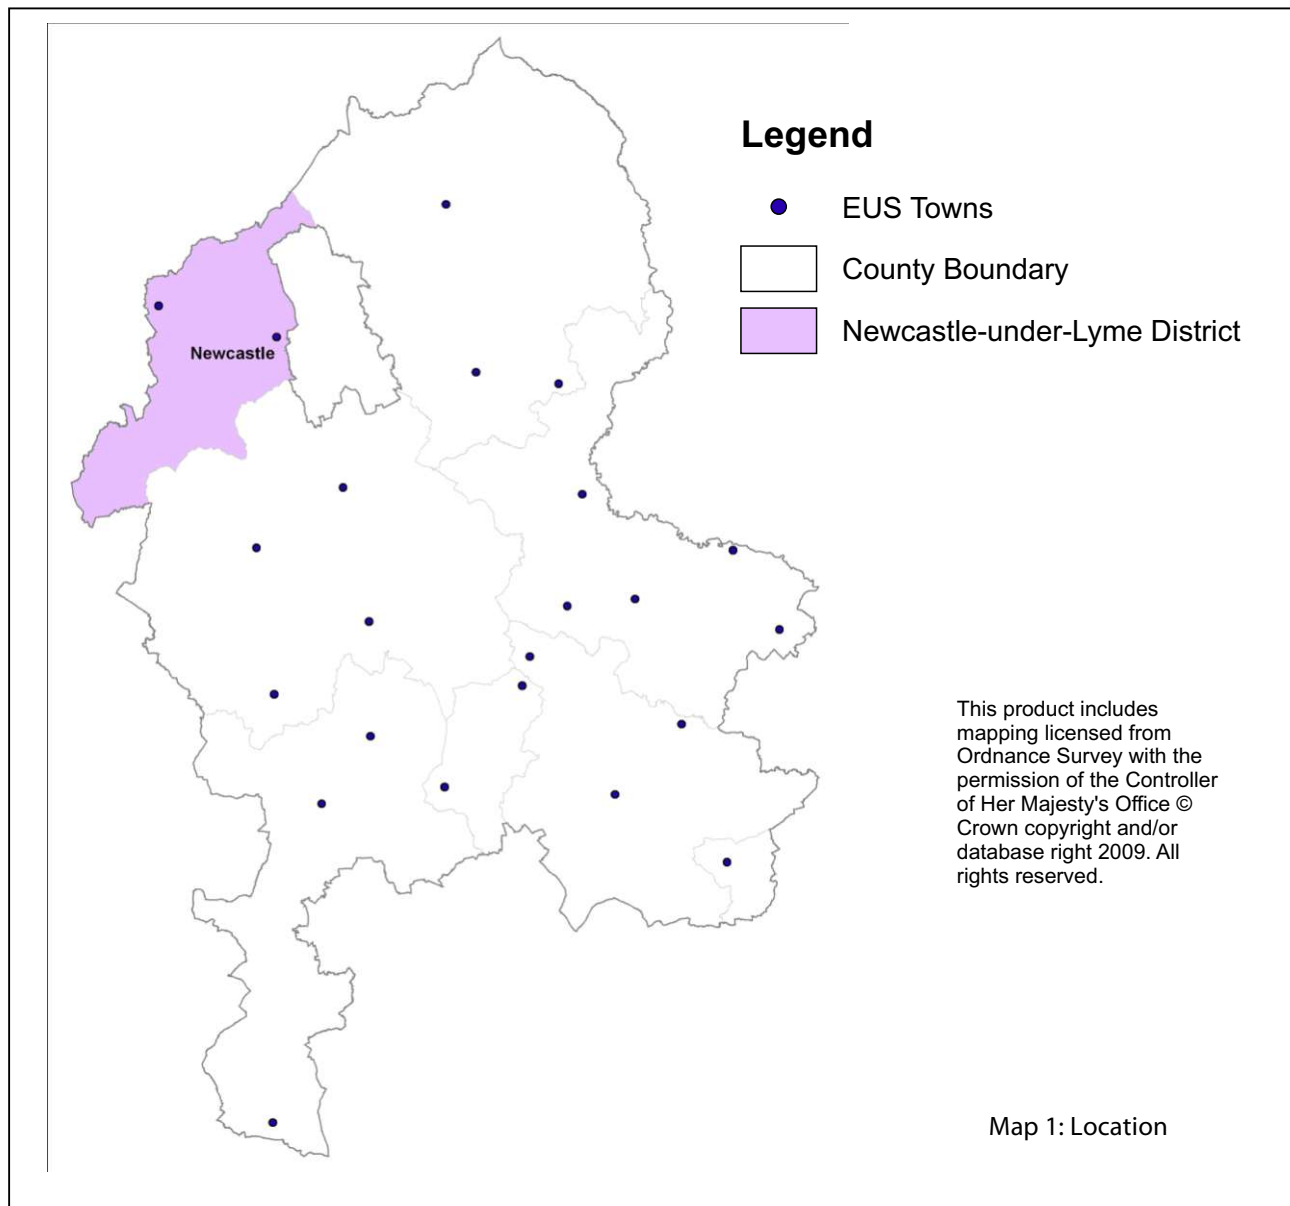 Legend
EUS Towns
County Boundary
Newcastle-under-Lyme District
Newcastle
This product includes
mapping licensed from
Ordnance Survey with the
permission of the Controller
of Her Majesty's Office ©
Crown copyright and/or
database right 2009. All
rights reserved.
Map 1: Location